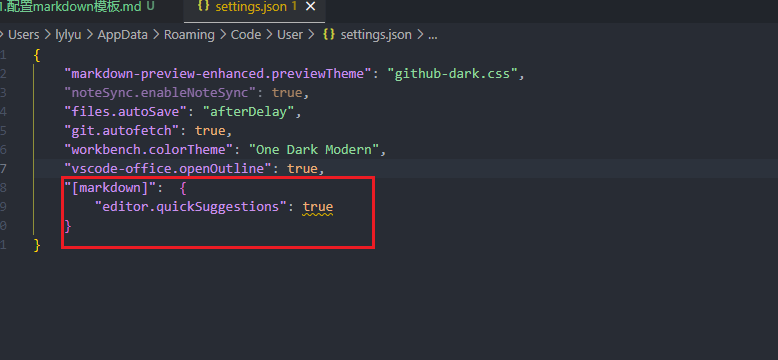 1.配置markdown模板.md U
{} settings.json 1 ×
Users > lylyu > AppData > Roaming > Code > User > {} settings.json > ...
1 {
2 "markdown-preview-enhanced.previewTheme": "github-dark.css",
3 "noteSync.enableNoteSync": true,
4 "files.autoSave": "afterDelay",
5 "git.autofetch": true,
6 "workbench.colorTheme": "One Dark Modern",
7 "vscode-office.openOutline": true,
8 "[markdown]":  {
9 "editor.quickSuggestions": true
0 }
1 }